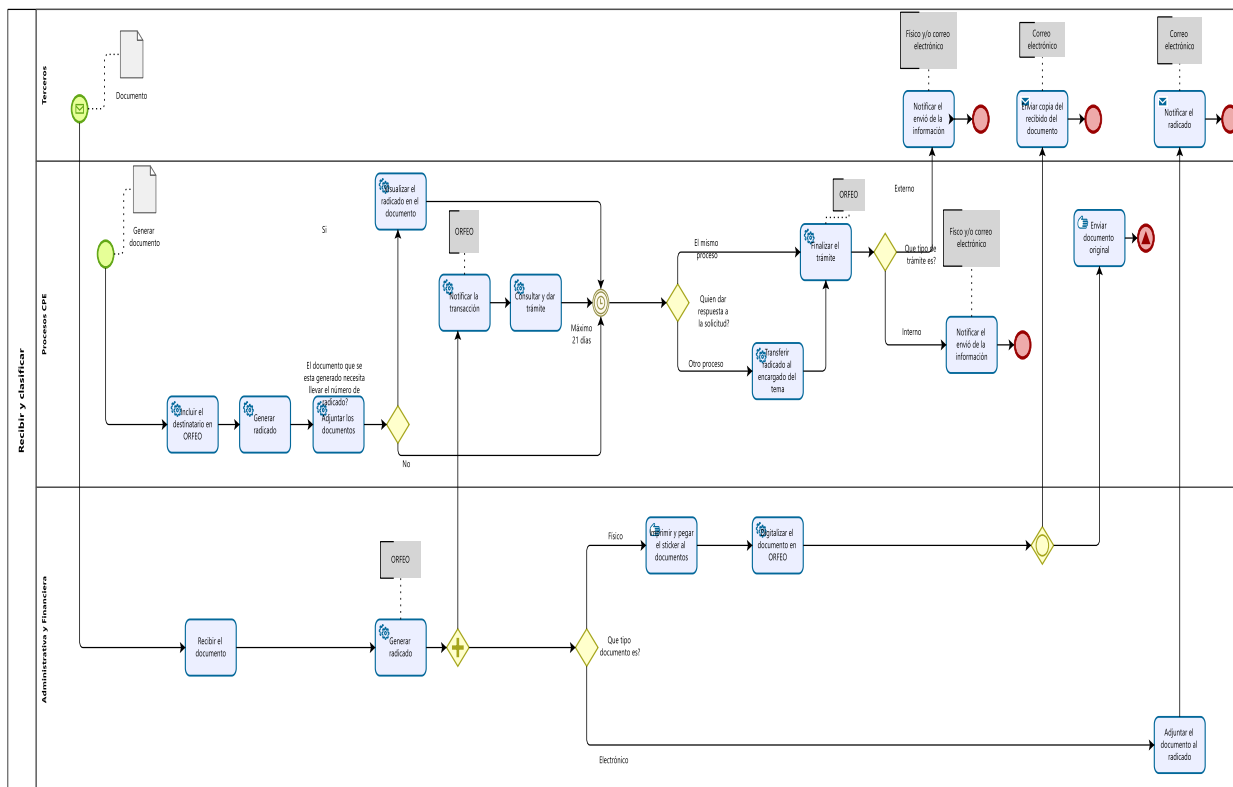 Recibir y clasificar
Terceros
Documento
Físico y/o correo
electrónico
Notificar el
envió de la
información
Correo
electrónico
Enviar copia del
recibido del
documento
Correo
electrónico
Notificar el
radicado
Procesos CPE
Generar
documento
Si
Visualizar el
radicado en el
documento
ORFEO
Notificar la
transacción
Consultar y dar
trámite
Máximo
21 dias
El mismo
proceso
Quien dar
respuesta a
la solicitud?
Otro proceso
Transferir
radicado al
encargado del
tema
ORFEO
Finalizar el
trámite
Externo
Que tipo de
trámite es?
Interno
Fisco y/o correo
electrónico
Notificar el
envió de la
información
Enviar
documento
original
El documento que se
esta generado necesita
llevar el número de
radicado?
Incluir el
destinatario en
ORFEO
Generar
radicado
Adjuntar los
documentos
No
Administrativa y Financiera
Recibir el
documento
ORFEO
Generar
radicado
Que tipo
documento es?
Físico
Imprimir y pegar
el sticker al
documentos
Digitalizar el
documento en
ORFEO
Electrónico
Adjuntar el
documento al
radicado